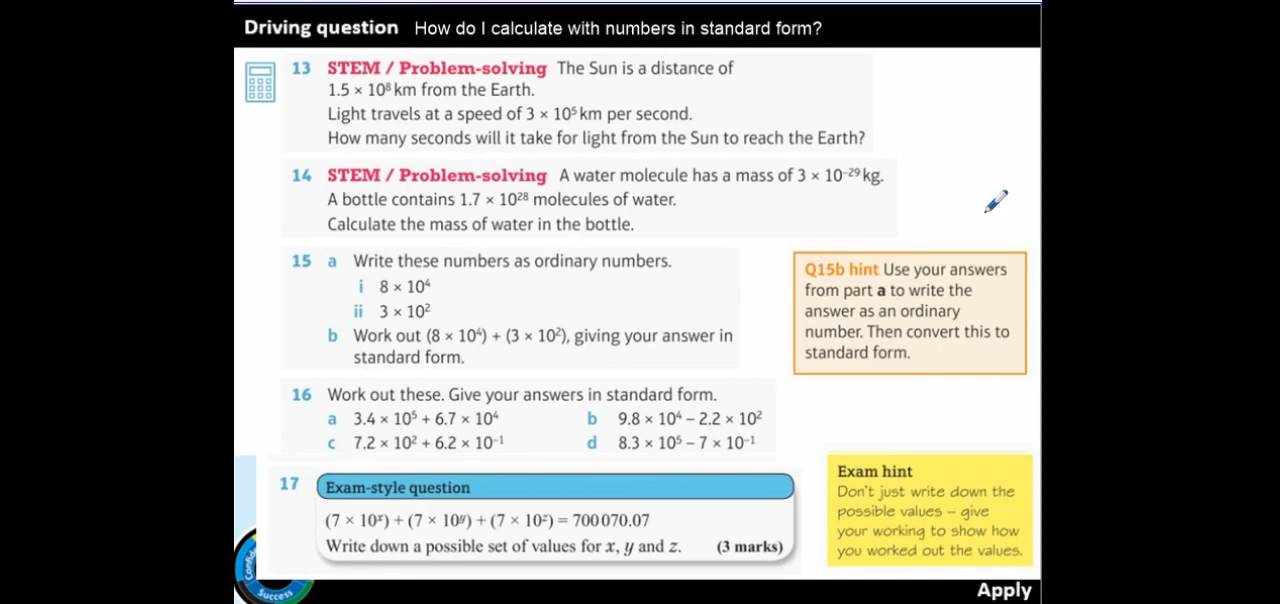 Driving question How do I calculate with numbers in standard form?
13 STEM / Problem-solving The Sun is a distance of
1.5 × 10⁸ km from the Earth.
Light travels at a speed of 3 × 10⁵ km per second.
How many seconds will it take for light from the Sun to reach the Earth?
14 STEM / Problem-solving A water molecule has a mass of 3 × 10⁻²⁹ kg.
A bottle contains 1.7 × 10²⁸ molecules of water.
Calculate the mass of water in the bottle.
15 a Write these numbers as ordinary numbers.
i 8 × 10⁴
ii 3 × 10²
b Work out (8 × 10⁴) + (3 × 10²), giving your answer in
standard form.
Q15b hint Use your answers
from part a to write the
answer as an ordinary
number. Then convert this to
standard form.
16 Work out these. Give your answers in standard form.
a 3.4 × 10⁵ + 6.7 × 10⁴ b 9.8 × 10⁴ – 2.2 × 10²
c 7.2 × 10² + 6.2 × 10⁻¹ d 8.3 × 10⁵ – 7 × 10⁻¹
17 Exam-style question
(7 × 10ˣ) + (7 × 10ʸ) + (7 × 10ᶻ) = 700 070.07
Write down a possible set of values for x, y and z. (3 marks)
Exam hint
Don't just write down the
possible values – give
your working to show how
you worked out the values.
Success
Apply